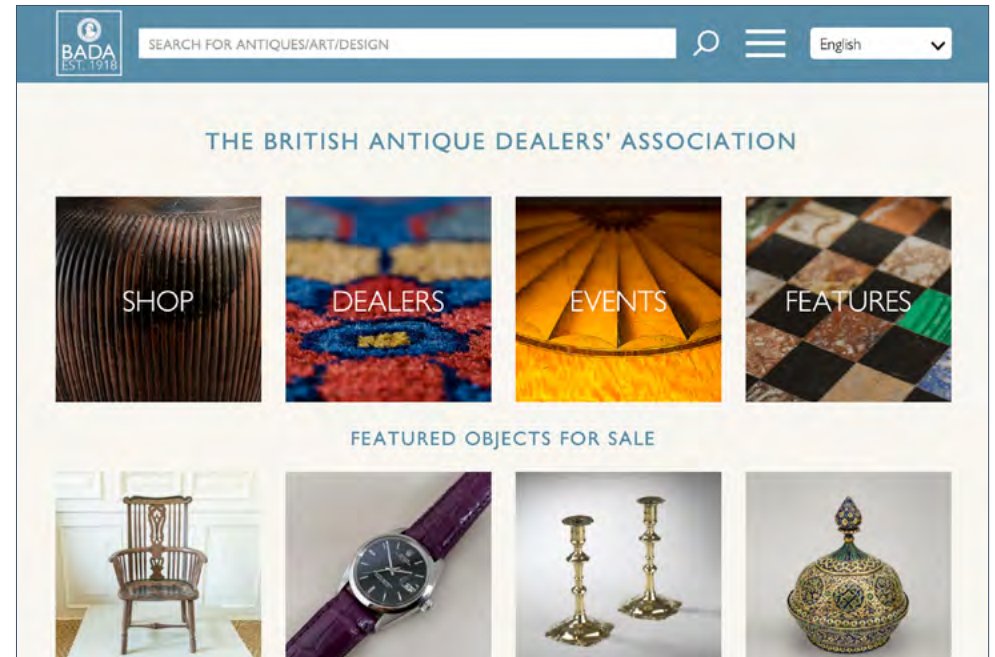 BADA
EST. 1918
SEARCH FOR ANTIQUES/ART/DESIGN
English
THE BRITISH ANTIQUE DEALERS' ASSOCIATION
SHOP
DEALERS
EVENTS
FEATURES
FEATURED OBJECTS FOR SALE